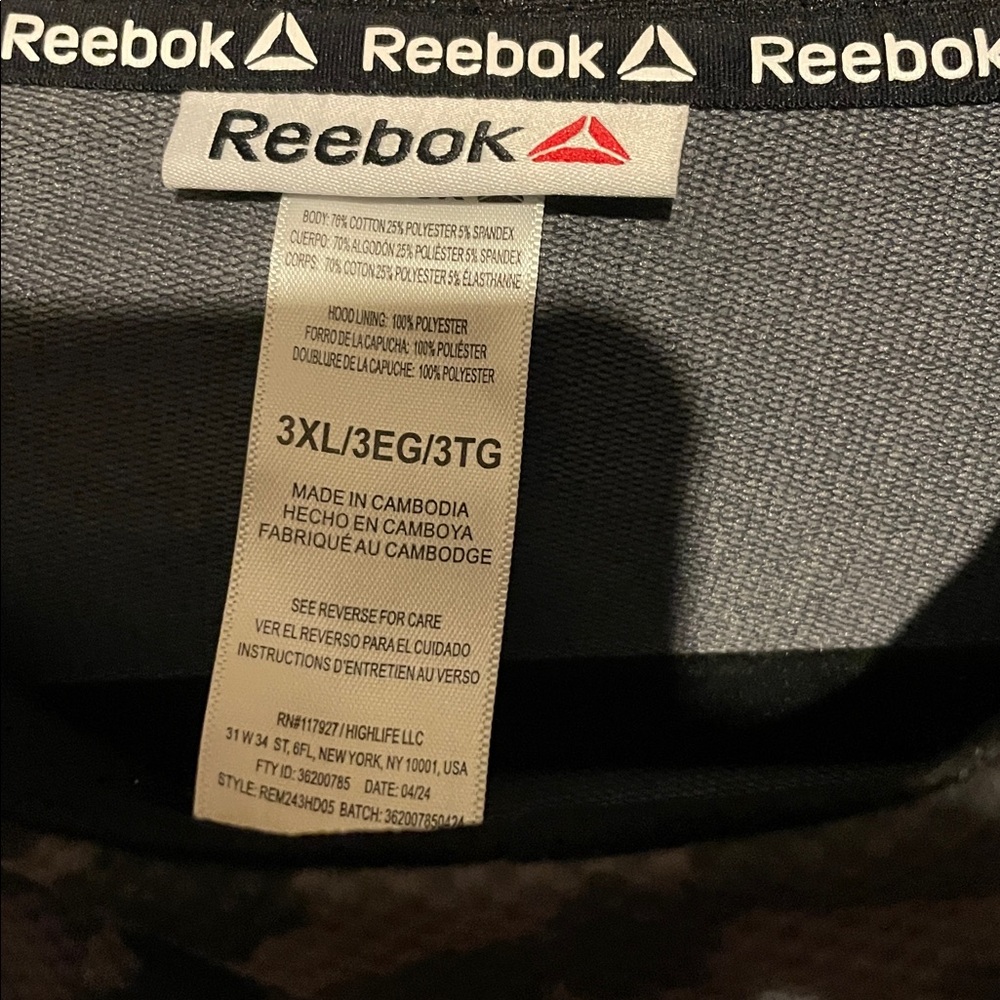 Reebok Reebok Reebok
Reebok
BODY: 70% COTTON 25% POLYESTER 5% SPANDEX
CUERPO: 70% ALGODÓN 25% POLIÉSTER 5% SPANDEX
CORPS: 70% COTON 25% POLYESTER 5% ÉLASTHANNE
HOOD LINING: 100% POLYESTER
FORRO DE LA CAPUCHA: 100% POLIÉSTER
DOUBLURE DE LA CAPUCHE: 100% POLYESTER
3XL/3EG/3TG
MADE IN CAMBODIA
HECHO EN CAMBOYA
FABRIQUÉ AU CAMBODGE
SEE REVERSE FOR CARE
VER EL REVERSO PARA EL CUIDADO
INSTRUCTIONS D'ENTRETIEN AU VERSO
RN#117927 / HIGHLIFE LLC
31 W 34 ST, 6FL, NEW YORK, NY 10001, USA
FTY ID: 36200785 DATE: 04/24
STYLE: REM243HD05 BATCH: 362007850424